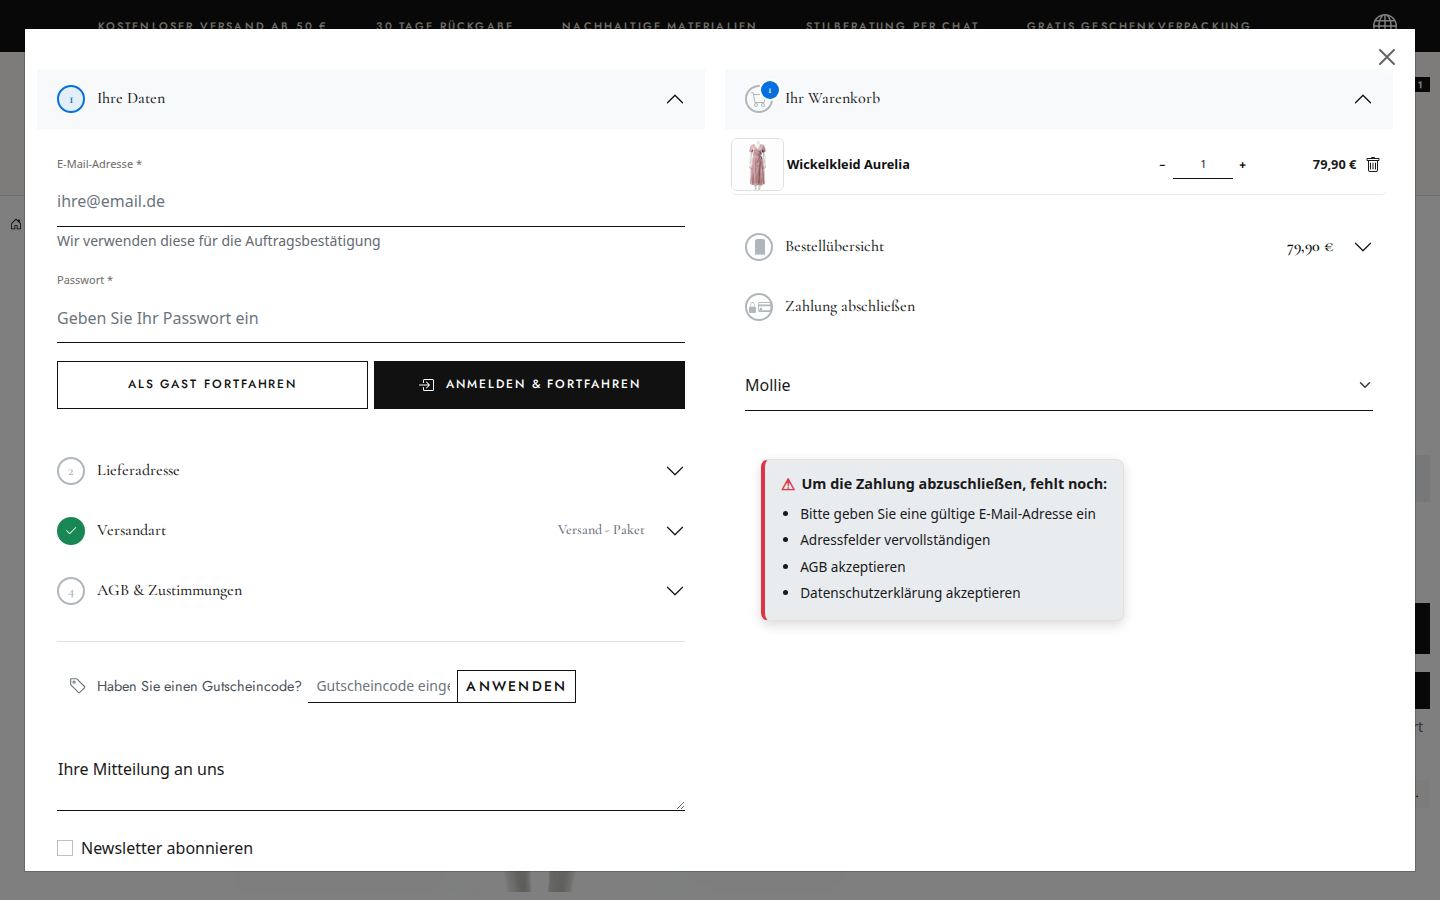 KOSTENLOSER VERSAND AB 50 €
30 TAGE RÜCKGABE
NACHHALTIGE MATERIALIEN
STILBERATUNG PER CHAT
GRATIS GESCHENKVERPACKUNG
1
1
Ihre Daten
E-Mail-Adresse *
ihre@email.de
Wir verwenden diese für die Auftragsbestätigung
Passwort *
Geben Sie Ihr Passwort ein
ALS GAST FORTFAHREN
ANMELDEN & FORTFAHREN
2
Lieferadresse
Versandart
Versand - Paket
4
AGB & Zustimmungen
Haben Sie einen Gutscheincode?
Gutscheincode einge
ANWENDEN
Ihre Mitteilung an uns
Newsletter abonnieren
1
Ihr Warenkorb
Wickelkleid Aurelia
– 1 +
79,90 €
Bestellübersicht
79,90 €
Zahlung abschließen
Mollie
Um die Zahlung abzuschließen, fehlt noch:
• Bitte geben Sie eine gültige E-Mail-Adresse ein
• Adressfelder vervollständigen
• AGB akzeptieren
• Datenschutzerklärung akzeptieren